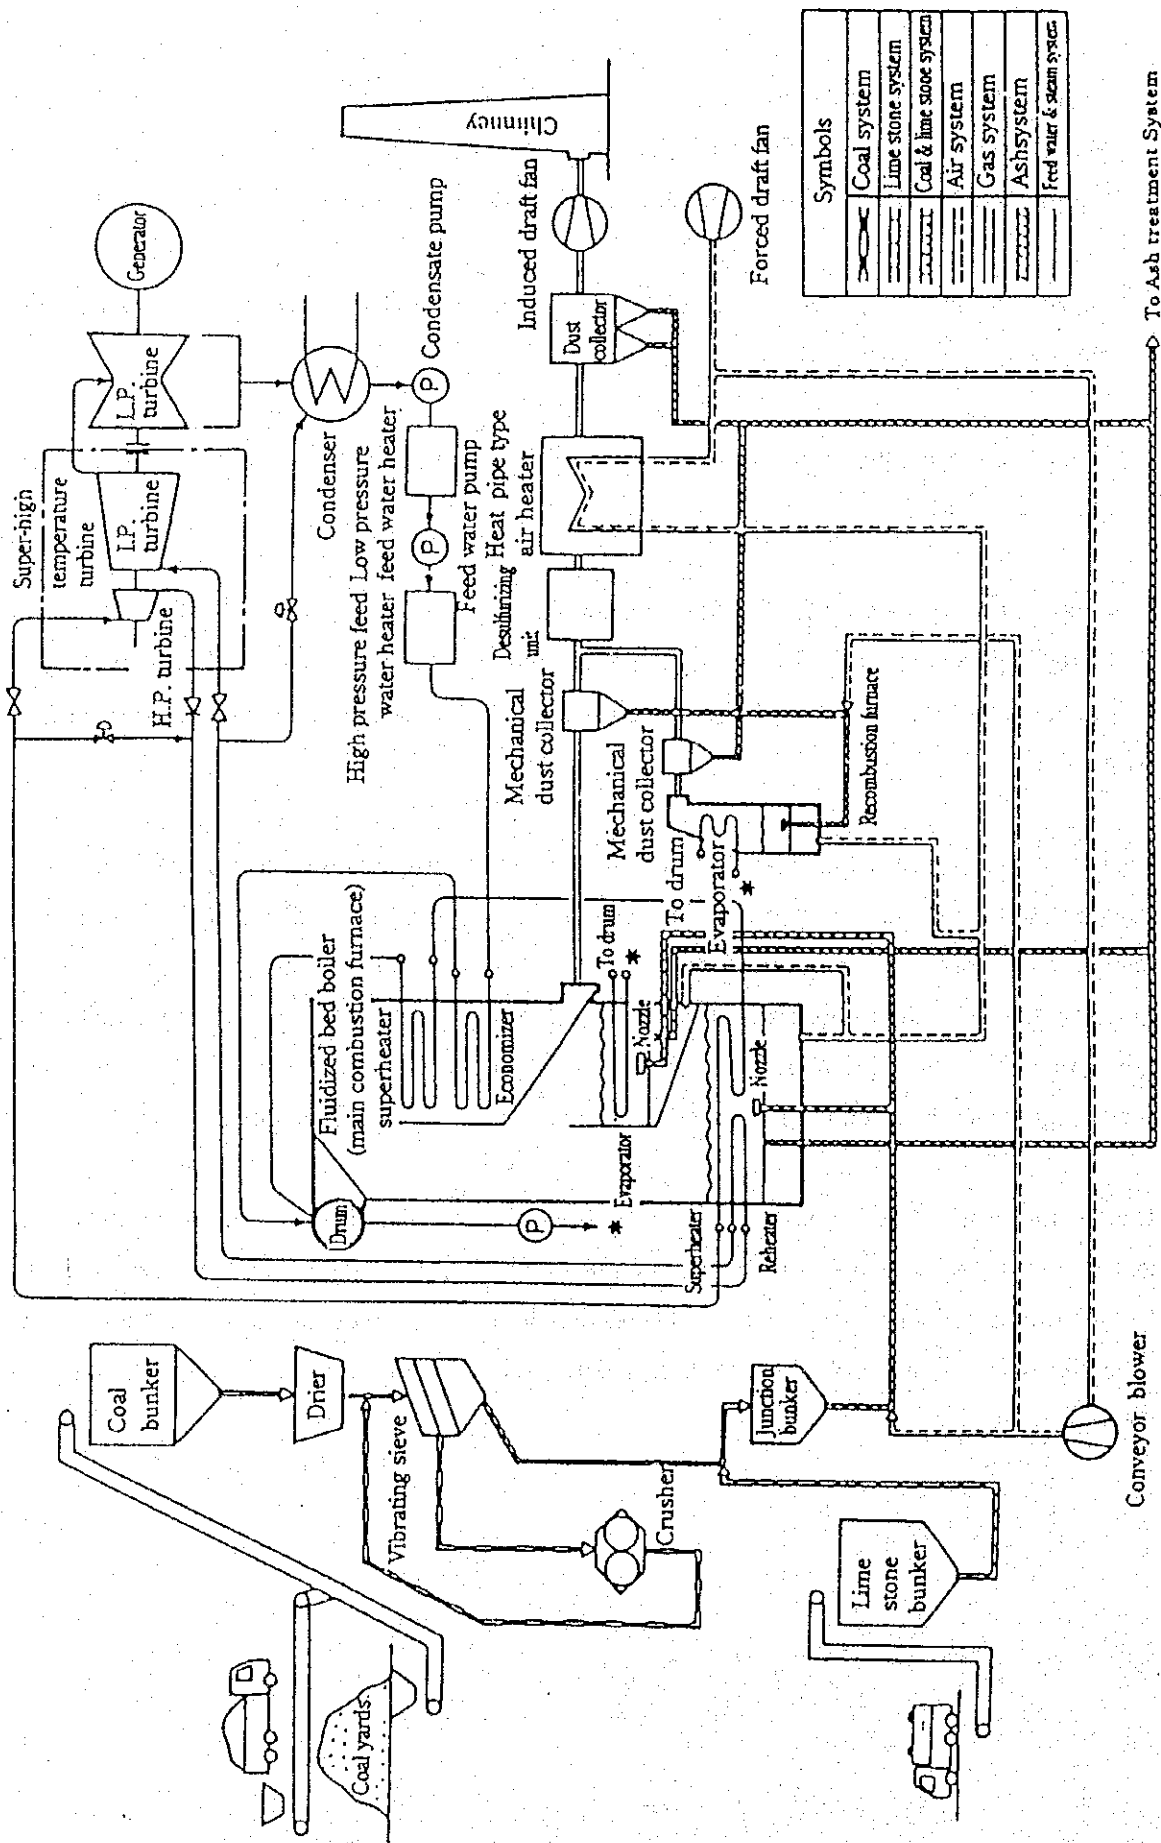 Coal
bunker
Drier
Vibrating sieve
Crusher
Coal yards
Junction
bunker
Lime
stone
bunker
Conveyor blower
Drum
P
*
Fluidized bed boiler
(main combustion furnace)
superheater
Economizer
Evaporator
To drum
*
Nozzle
Nozzle
Superheater
Reheater
Super-high
temperature
turbine
H.P. turbine
I.P.
turbine
L.P.
turbine
Generator
Condenser
Condensate pump
P
Low pressure
feed water heater
P
Feed water pump
High pressure feed
water heater
Mechanical
dust collector
Mechanical
dust collector
To drum
Evaporator
*
Recombustion furnace
Desulfurizing
unit
Heat pipe type
air heater
Dust
collector
Induced draft fan
Chimney
Forced draft fan
Symbols
Coal system
Lime stone system
Coal & lime stone system
Air system
Gas system
Ashsystem
Feed water & steam system
To Ash treatment System